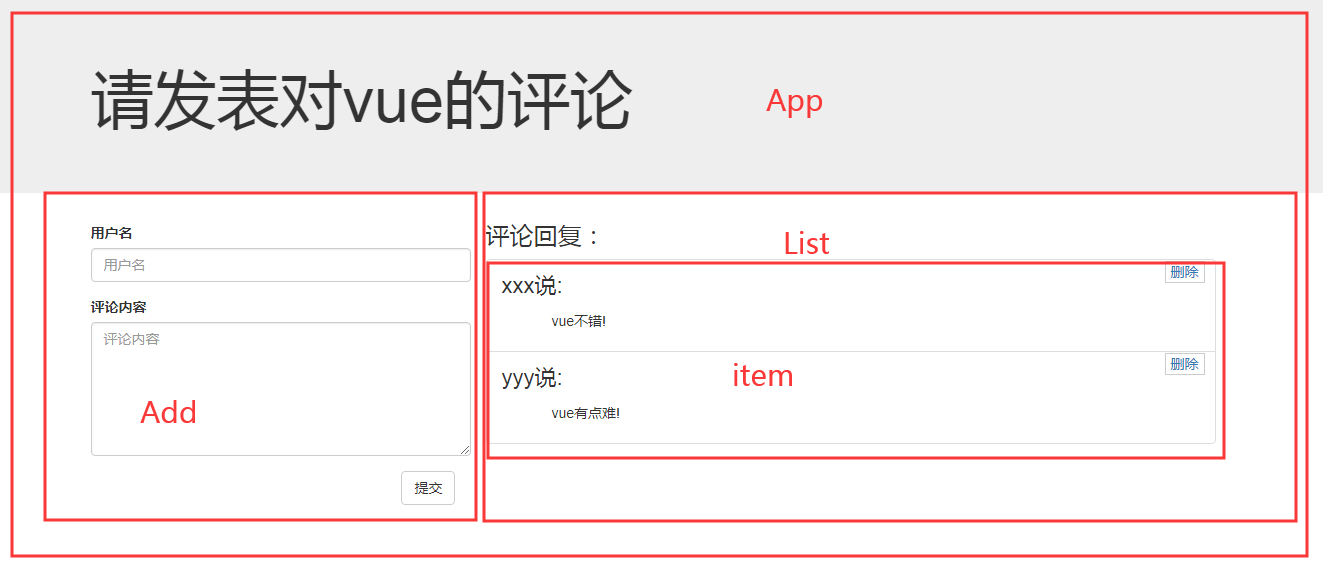 请发表对vue的评论
App
用户名
用户名
评论内容
评论内容
Add
提交
评论回复：
List
删除
xxx说:
vue不错!
删除
yyy说:
item
vue有点难!